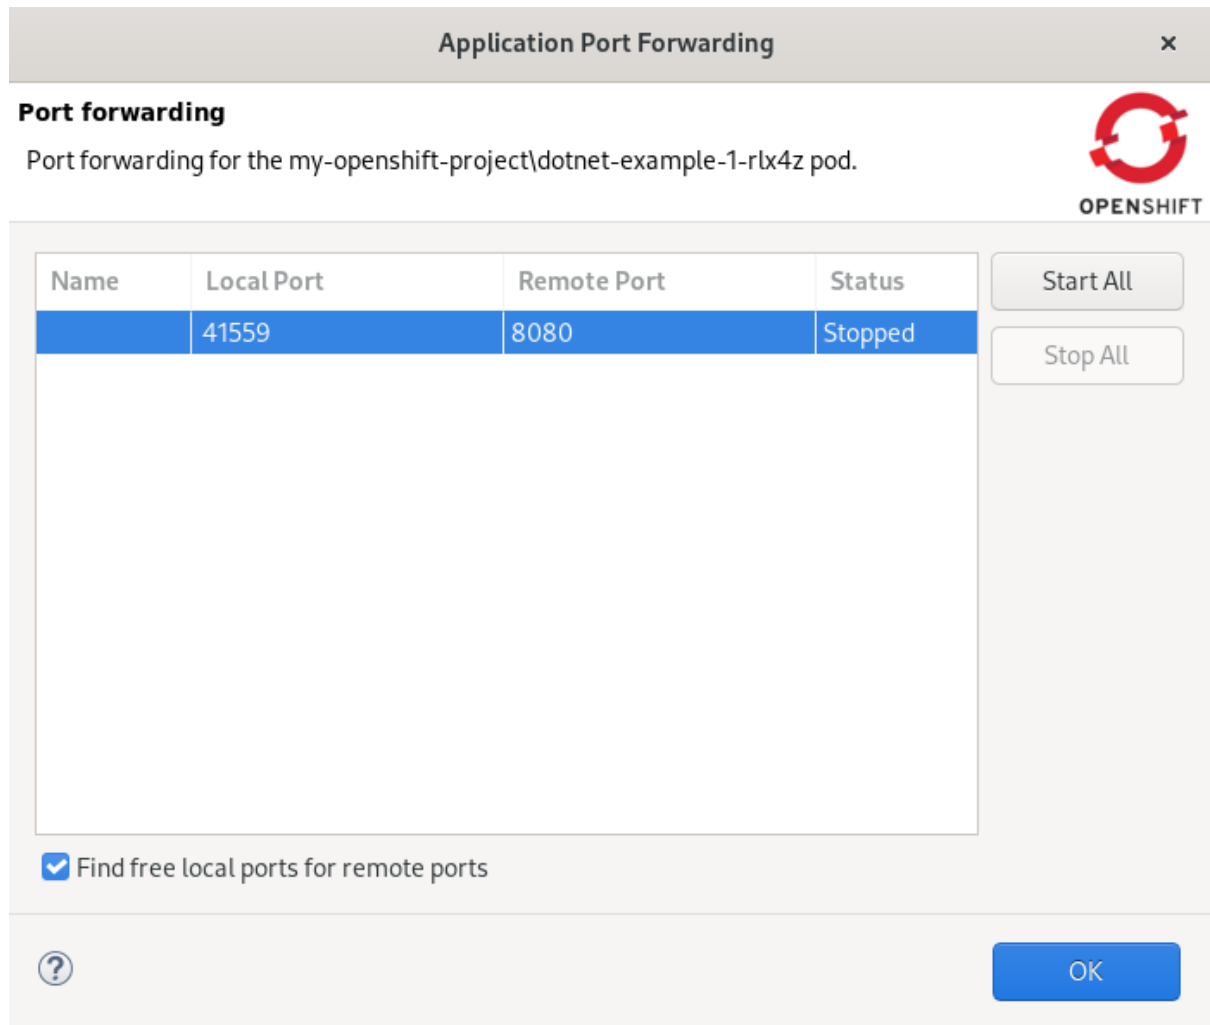 Application Port Forwarding ×
Port forwarding
Port forwarding for the my-openshift-project\dotnet-example-1-rlx4z pod.
OPENSHIFT
Name Local Port Remote Port Status
41559 8080 Stopped
Start All
Stop All
Find free local ports for remote ports
?
OK